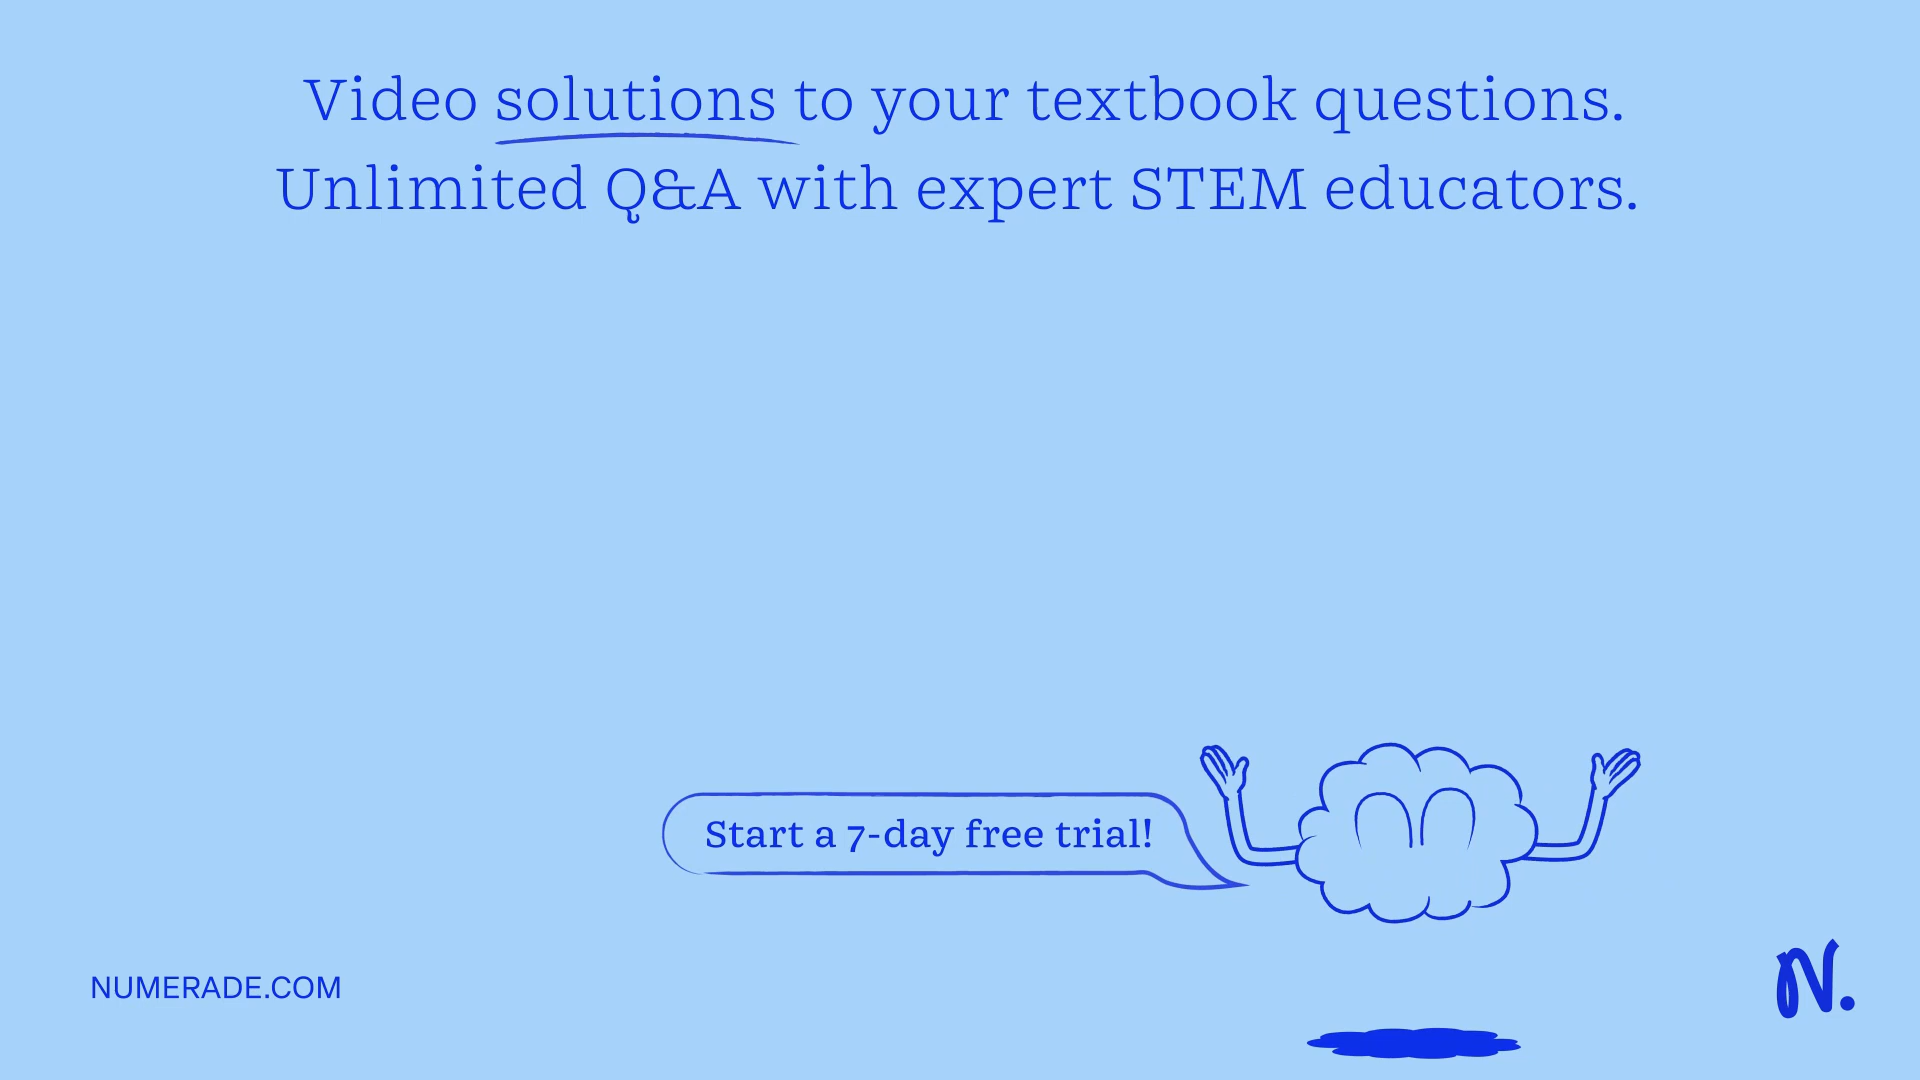 Video solutions to your textbook questions.
Unlimited Q&A with expert STEM educators.
Start a 7-day free trial!
NUMERADE.COM
N.